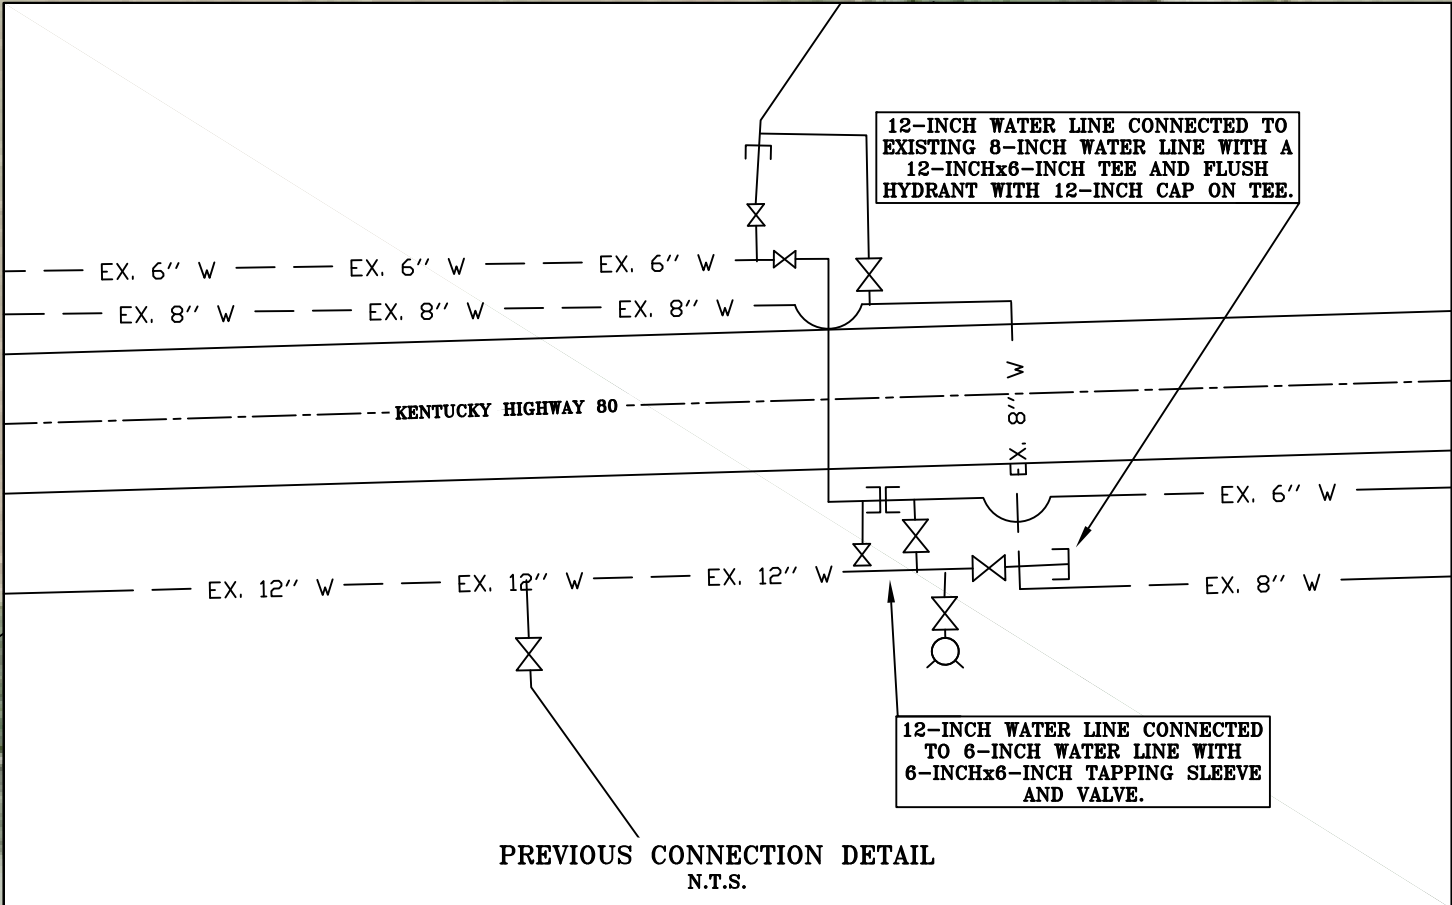 12-INCH WATER LINE CONNECTED TO
EXISTING 8-INCH WATER LINE WITH A
12-INCHx6-INCH TEE AND FLUSH
HYDRANT WITH 12-INCH CAP ON TEE.
EX. 6'' W
EX. 6'' W
EX. 6'' W
EX. 8'' W
EX. 8'' W
EX. 8'' W
EX. 8'' W
KENTUCKY HIGHWAY 80
EX. 6'' W
EX. 12'' W
EX. 12'' W
EX. 12'' W
EX. 8'' W
12-INCH WATER LINE CONNECTED
TO 6-INCH WATER LINE WITH
6-INCHx6-INCH TAPPING SLEEVE
AND VALVE.
PREVIOUS CONNECTION DETAIL
N.T.S.